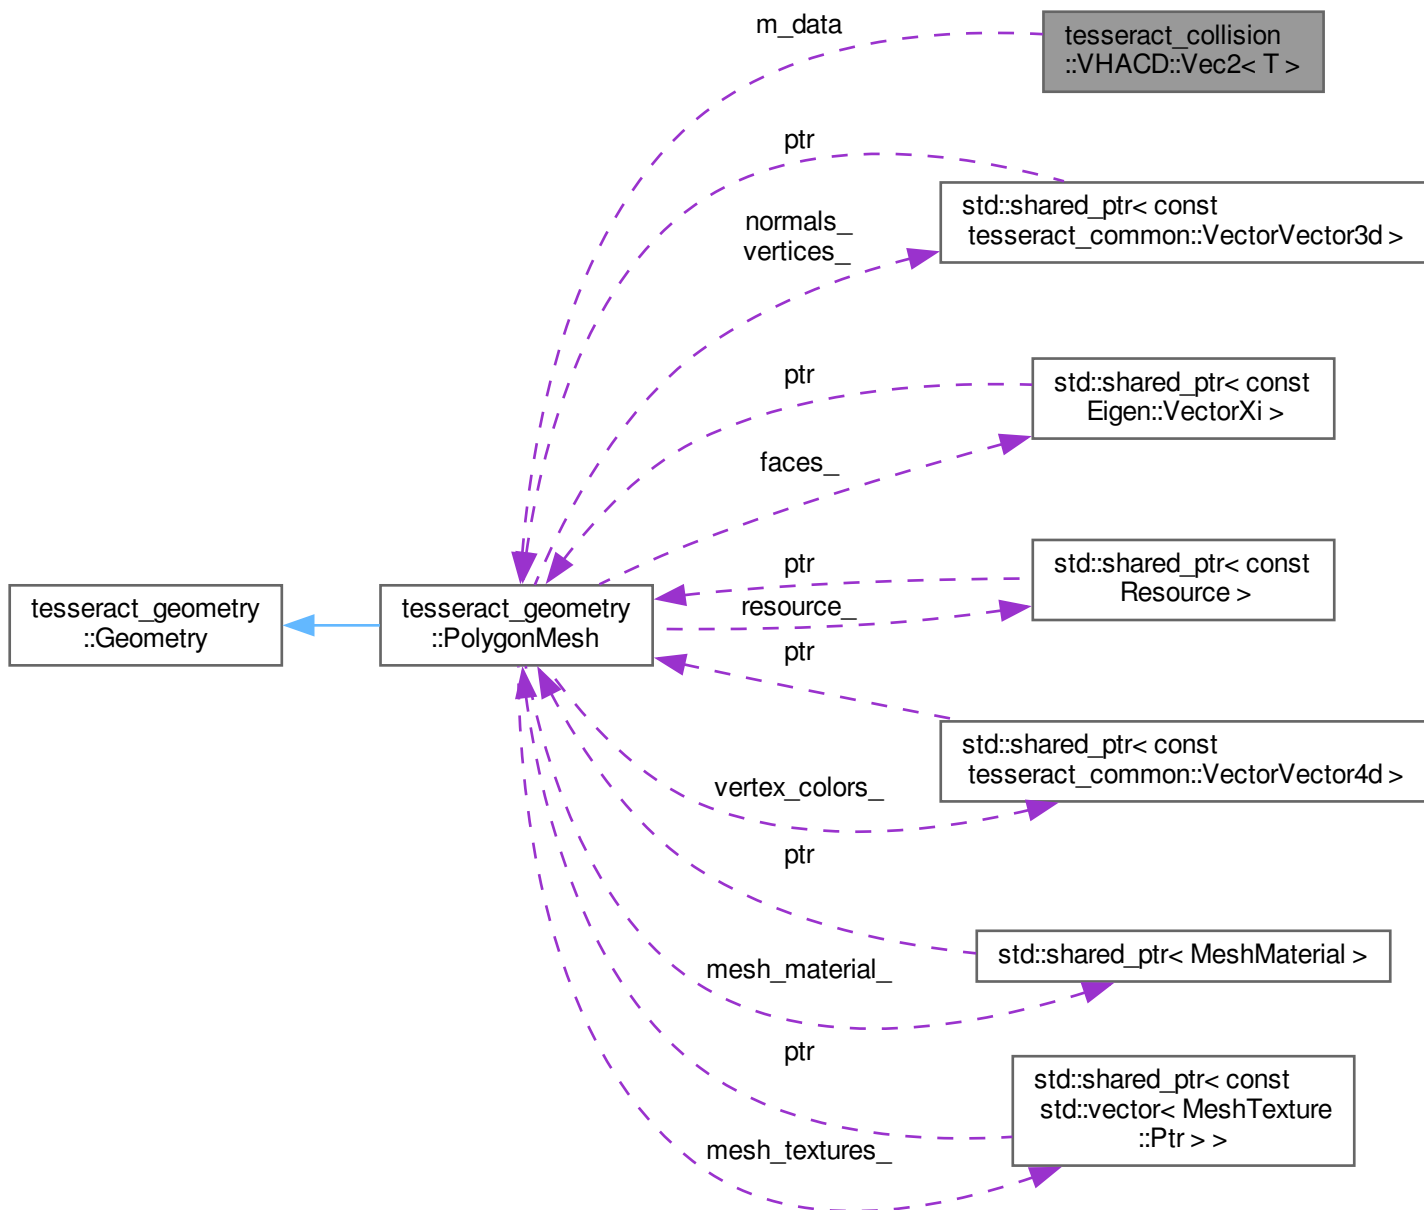 m_data
tesseract_collision
::VHACD::Vec2< T >
ptr
std::shared_ptr< const
tesseract_common::VectorVector3d >
normals_
vertices_
ptr
std::shared_ptr< const
Eigen::VectorXi >
faces_
ptr
std::shared_ptr< const
Resource >
resource_
tesseract_geometry
::Geometry
tesseract_geometry
::PolygonMesh
ptr
std::shared_ptr< const
tesseract_common::VectorVector4d >
vertex_colors_
ptr
std::shared_ptr< MeshMaterial >
mesh_material_
ptr
std::shared_ptr< const
std::vector< MeshTexture
::Ptr > >
mesh_textures_